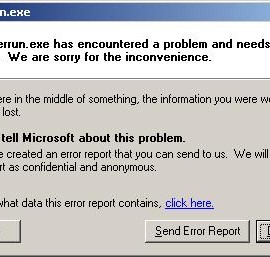 n.exe
errun.exe has encountered a problem and needs
We are sorry for the inconvenience.
ere in the middle of something, the information you were
lost.
tell Microsoft about this problem.
created an error report that you can send to us. We will
rt as confidential and anonymous.
what data this error report contains, click here.
Send Error Report